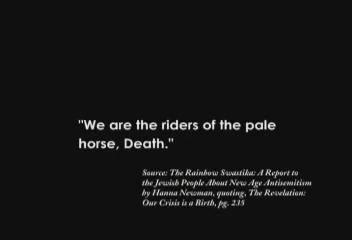 "We are the riders of the pale
horse, Death."
Source: The Rainbow Swastika: A Report to
the Jewish People About New Age Antisemitism
by Hanna Newman, quoting, The Revelation:
Our Crisis is a Birth, pg. 235